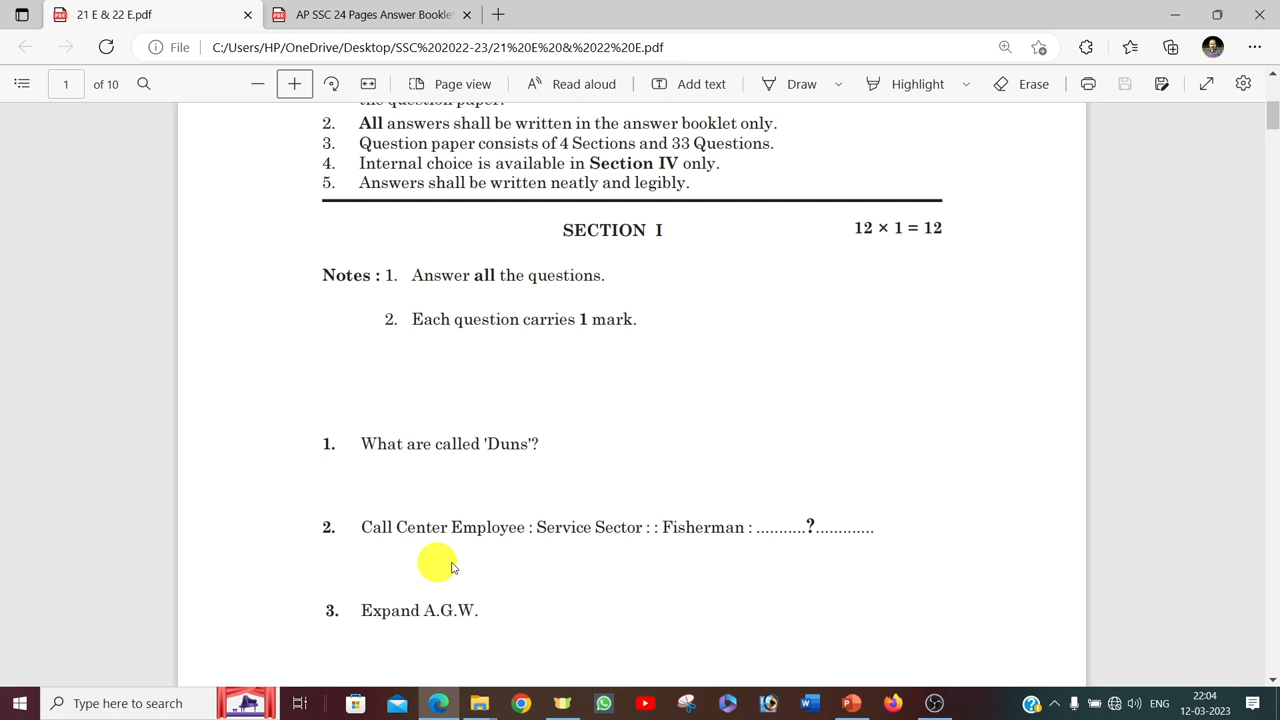 21 E & 22 E.pdf
AP SSC 24 Pages Answer Booklet
File C:/Users/HP/OneDrive/Desktop/SSC%202022-23/21%20E%20&%2022%20E.pdf
1 of 10 Page view Read aloud Add text Draw Highlight Erase
the question paper.
2. All answers shall be written in the answer booklet only.
3. Question paper consists of 4 Sections and 33 Questions.
4. Internal choice is available in Section IV only.
5. Answers shall be written neatly and legibly.
SECTION I 12 × 1 = 12
Notes : 1. Answer all the questions.
2. Each question carries 1 mark.
1. What are called 'Duns'?
2. Call Center Employee : Service Sector : : Fisherman : ...........?.............
3. Expand A.G.W.
Type here to search
ENG
22:04
12-03-2023